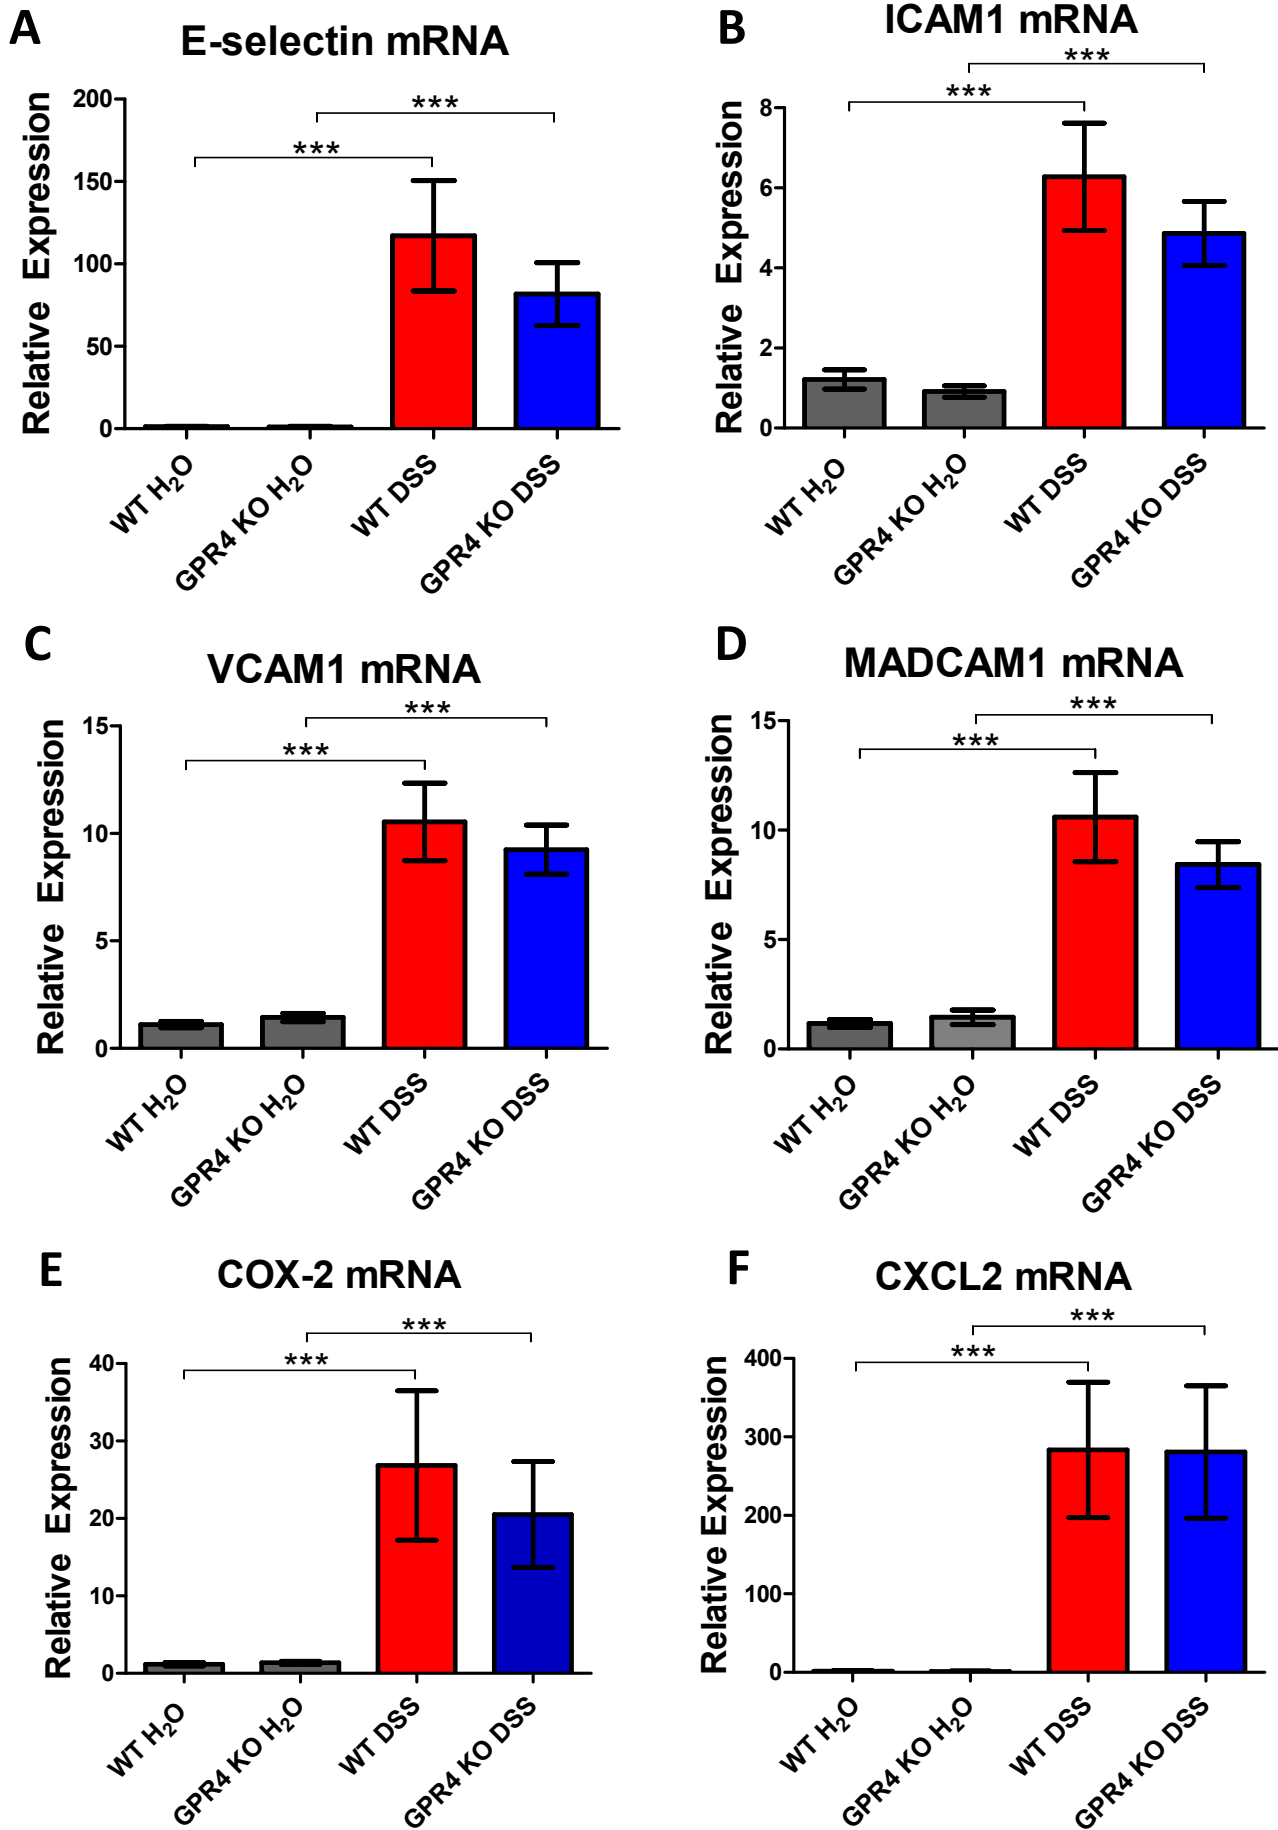 A
E-selectin mRNA
***
***
Relative Expression
200
150
100
50
0
WT H₂O
GPR4 KO H₂O
WT DSS
GPR4 KO DSS
B
ICAM1 mRNA
***
***
Relative Expression
8
6
4
2
0
WT H₂O
GPR4 KO H₂O
WT DSS
GPR4 KO DSS
C
VCAM1 mRNA
***
***
Relative Expression
15
10
5
0
WT H₂O
GPR4 KO H₂O
WT DSS
GPR4 KO DSS
D
MADCAM1 mRNA
***
***
Relative Expression
15
10
5
0
WT H₂O
GPR4 KO H₂O
WT DSS
GPR4 KO DSS
E
COX-2 mRNA
***
***
Relative Expression
40
30
20
10
0
WT H₂O
GPR4 KO H₂O
WT DSS
GPR4 KO DSS
F
CXCL2 mRNA
***
***
Relative Expression
400
300
200
100
0
WT H₂O
GPR4 KO H₂O
WT DSS
GPR4 KO DSS